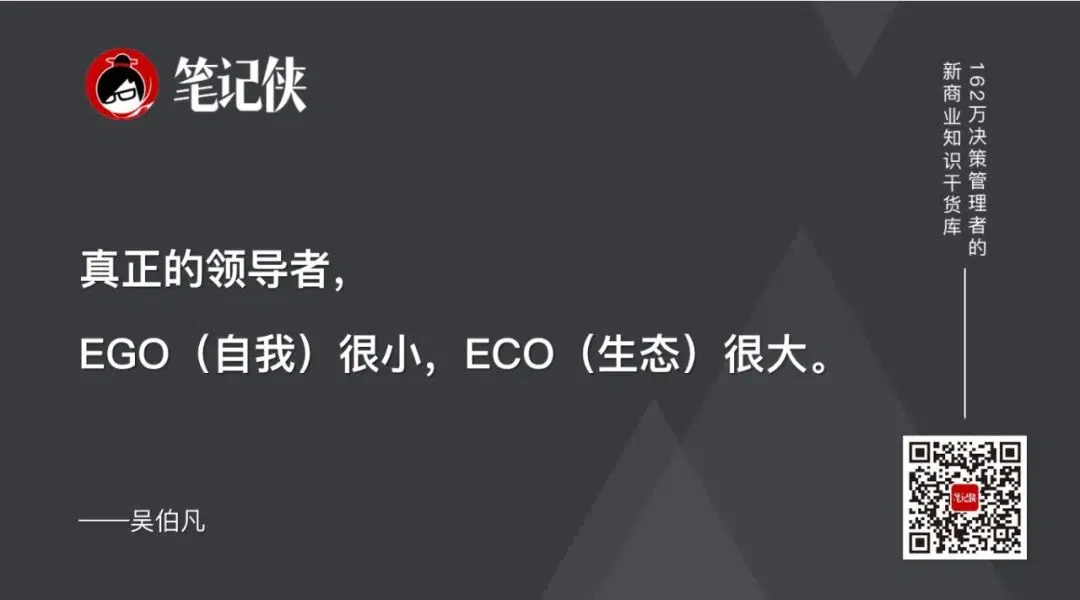 笔记侠
162万决策管理者的
新商业知识干货库
真正的领导者，
EGO（自我）很小，ECO（生态）很大。
——吴伯凡
笔记侠